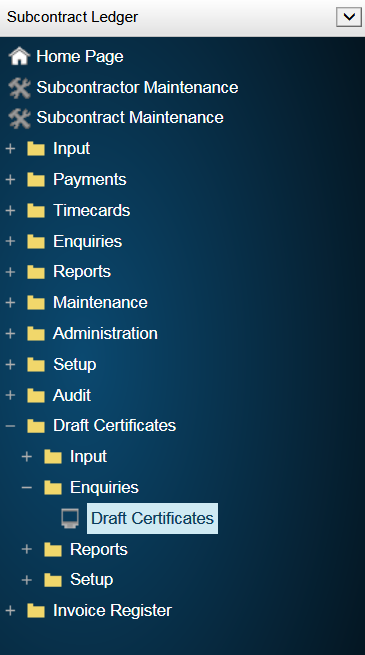 Subcontract Ledger
Home Page
Subcontractor Maintenance
Subcontract Maintenance
Input
Payments
Timecards
Enquiries
Reports
Maintenance
Administration
Setup
Audit
Draft Certificates
Input
Enquiries
Draft Certificates
Reports
Setup
Invoice Register